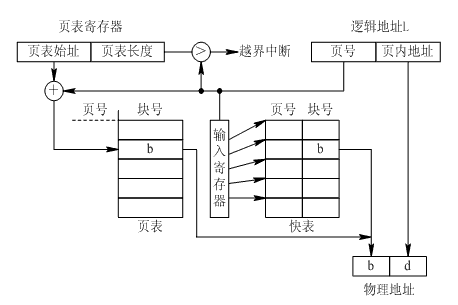 页表寄存器 逻辑地址L
页表始址 页表长度 > 越界中断 页号 页内地址
+
页号 块号 页号 块号
b 输入寄存器 b
页表 快表
b d
物理地址